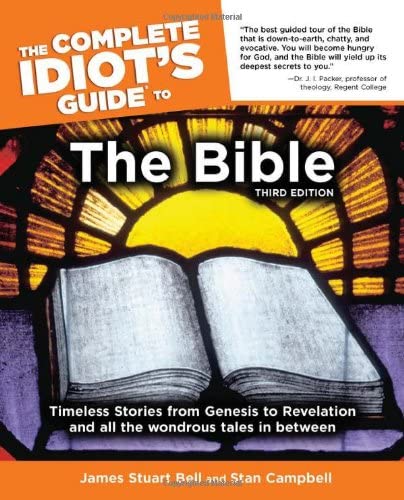 THE COMPLETE
IDIOT'S
GUIDE® TO
"The best guided tour of the Bible
that is down-to-earth, chatty, and
evocative. You will become hungry
for God, and the Bible will yield up its
deepest secrets to you."
—Dr. J. I. Packer, professor of
theology, Regent College
The Bible
THIRD EDITION
Timeless Stories from Genesis to Revelation
and all the wondrous tales in between
James Stuart Bell and Stan Campbell